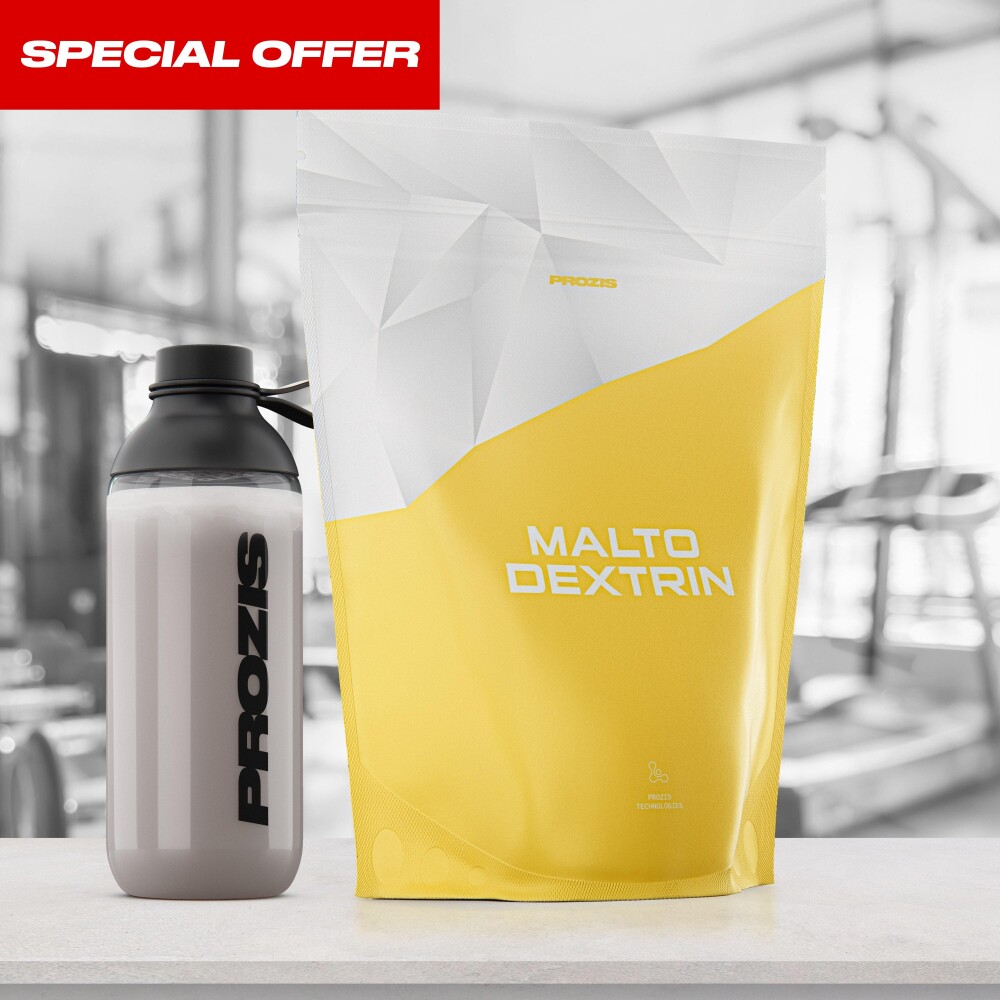 SPECIAL OFFER
PROZIS
MALTO
DEXTRIN
PROZIS
PROZIS
TECHNOLOGIES